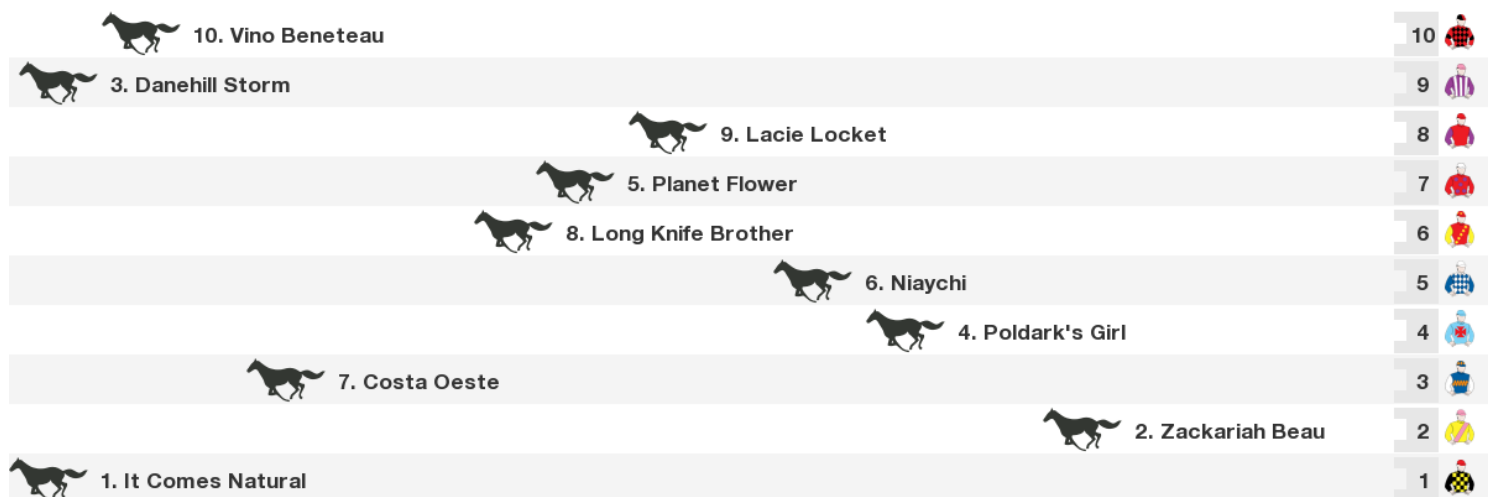 10. Vino Beneteau 10
3. Danehill Storm 9
9. Lacie Locket 8
5. Planet Flower 7
8. Long Knife Brother 6
6. Niaychi 5
4. Poldark's Girl 4
7. Costa Oeste 3
2. Zackariah Beau 2
1. It Comes Natural 1